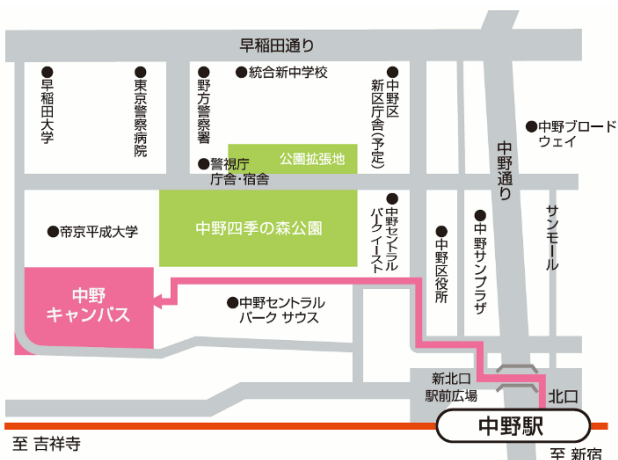 早稲田通り
●早稲田大学
●東京警察病院
●野方警察署
●統合新中学校
●中野区
新区庁舎(予定)
●中野ブロード
ウェイ
中野通り
公園拡張地
●警視庁
庁舎・宿舎
●中野セントラル
パークイースト
サンモール
●帝京平成大学
中野四季の森公園
●中野区役所
●中野サンプラザ
中野
キャンパス
●中野セントラル
パーク サウス
新北口
駅前広場
北口
中野駅
至 吉祥寺
至 新宿